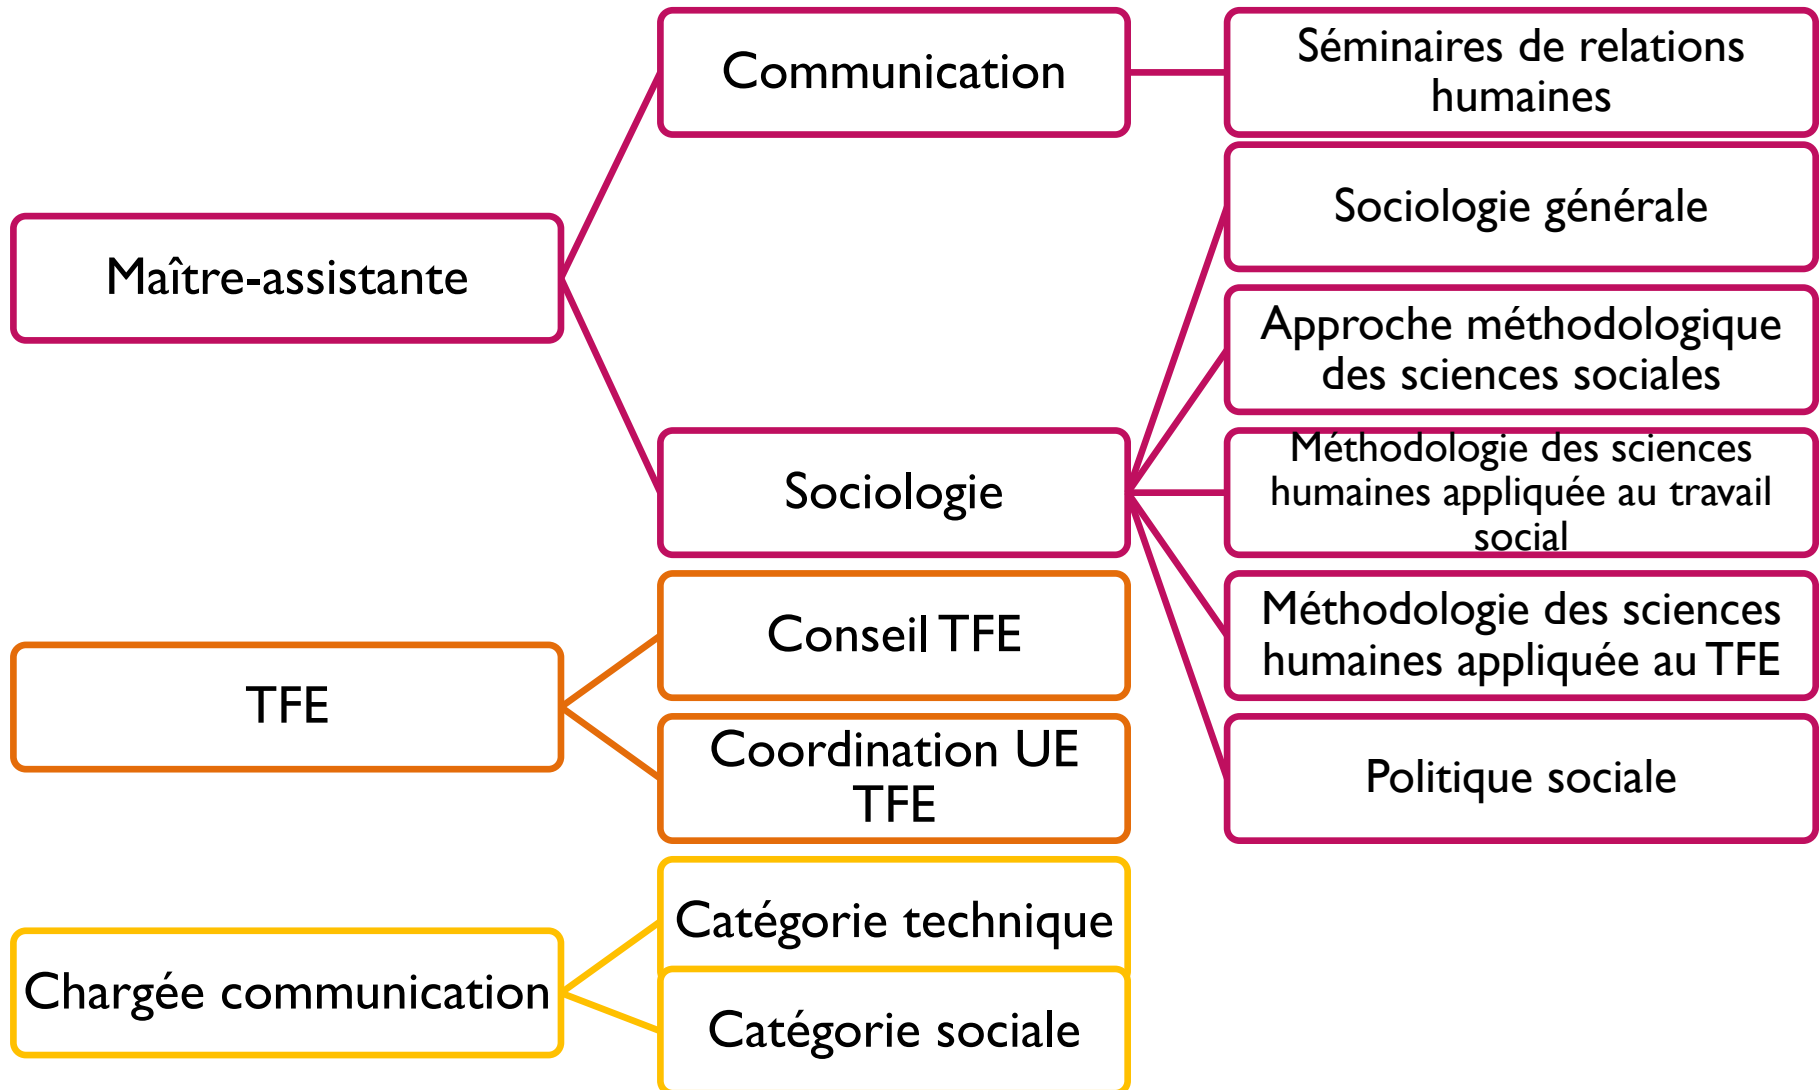 Maître-assistante
Communication
Séminaires de relations
humaines
Sociologie
Sociologie générale
Approche méthodologique
des sciences sociales
Méthodologie des sciences
humaines appliquée au travail
social
Méthodologie des sciences
humaines appliquée au TFE
Politique sociale
TFE
Conseil TFE
Coordination UE
TFE
Chargée communication
Catégorie technique
Catégorie sociale